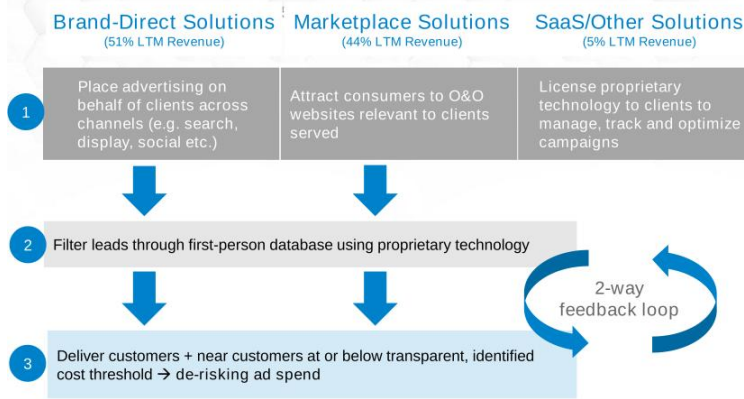 Brand-Direct Solutions
(51% LTM Revenue)
Marketplace Solutions
(44% LTM Revenue)
SaaS/Other Solutions
(5% LTM Revenue)
1
Place advertising on
behalf of clients across
channels (e.g. search,
display, social etc.)
Attract consumers to O&O
websites relevant to clients
served
License proprietary
technology to clients to
manage, track and optimize
campaigns
2
Filter leads through first-person database using proprietary technology
2-way
feedback loop
3
Deliver customers + near customers at or below transparent, identified
cost threshold → de-risking ad spend